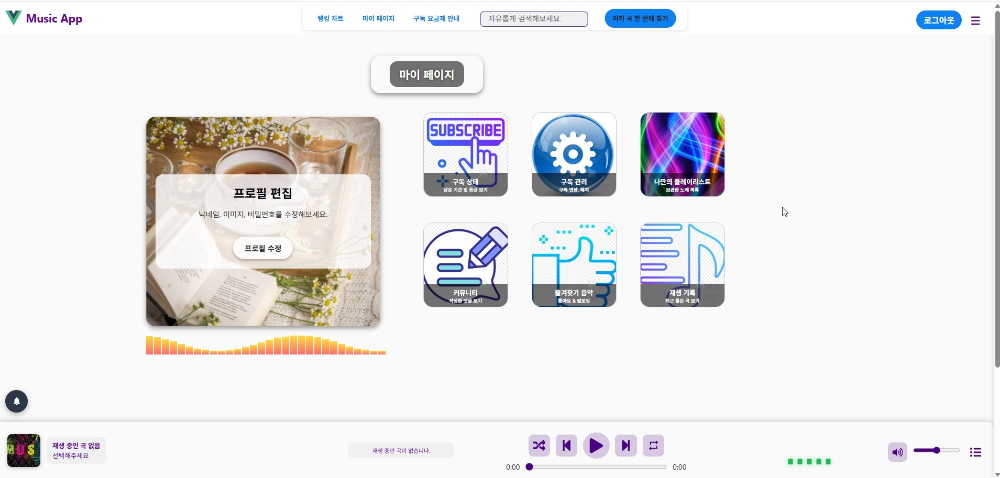 Music App
랭킹 차트
마이 페이지
구독 요금제 안내
자유롭게 검색해보세요.
여러 곡 한 번에 찾기
로그아웃
마이 페이지
프로필 편집
닉네임, 이미지, 비밀번호를 수정해보세요.
프로필 수정
SUBSCRIBE
구독 상태
남은 기간 및 등급 보기
구독 관리
구독 연장, 해지
나만의 플레이리스트
보관한 노래 목록
커뮤니티
작성한 댓글 보기
즐겨찾기 음악
좋아요 & 팔로잉
재생 기록
최근 들은 곡 보기
MUS
재생 중인 곡 없음
선택해주세요
재생 중인 곡이 없습니다.
0:00
0:00